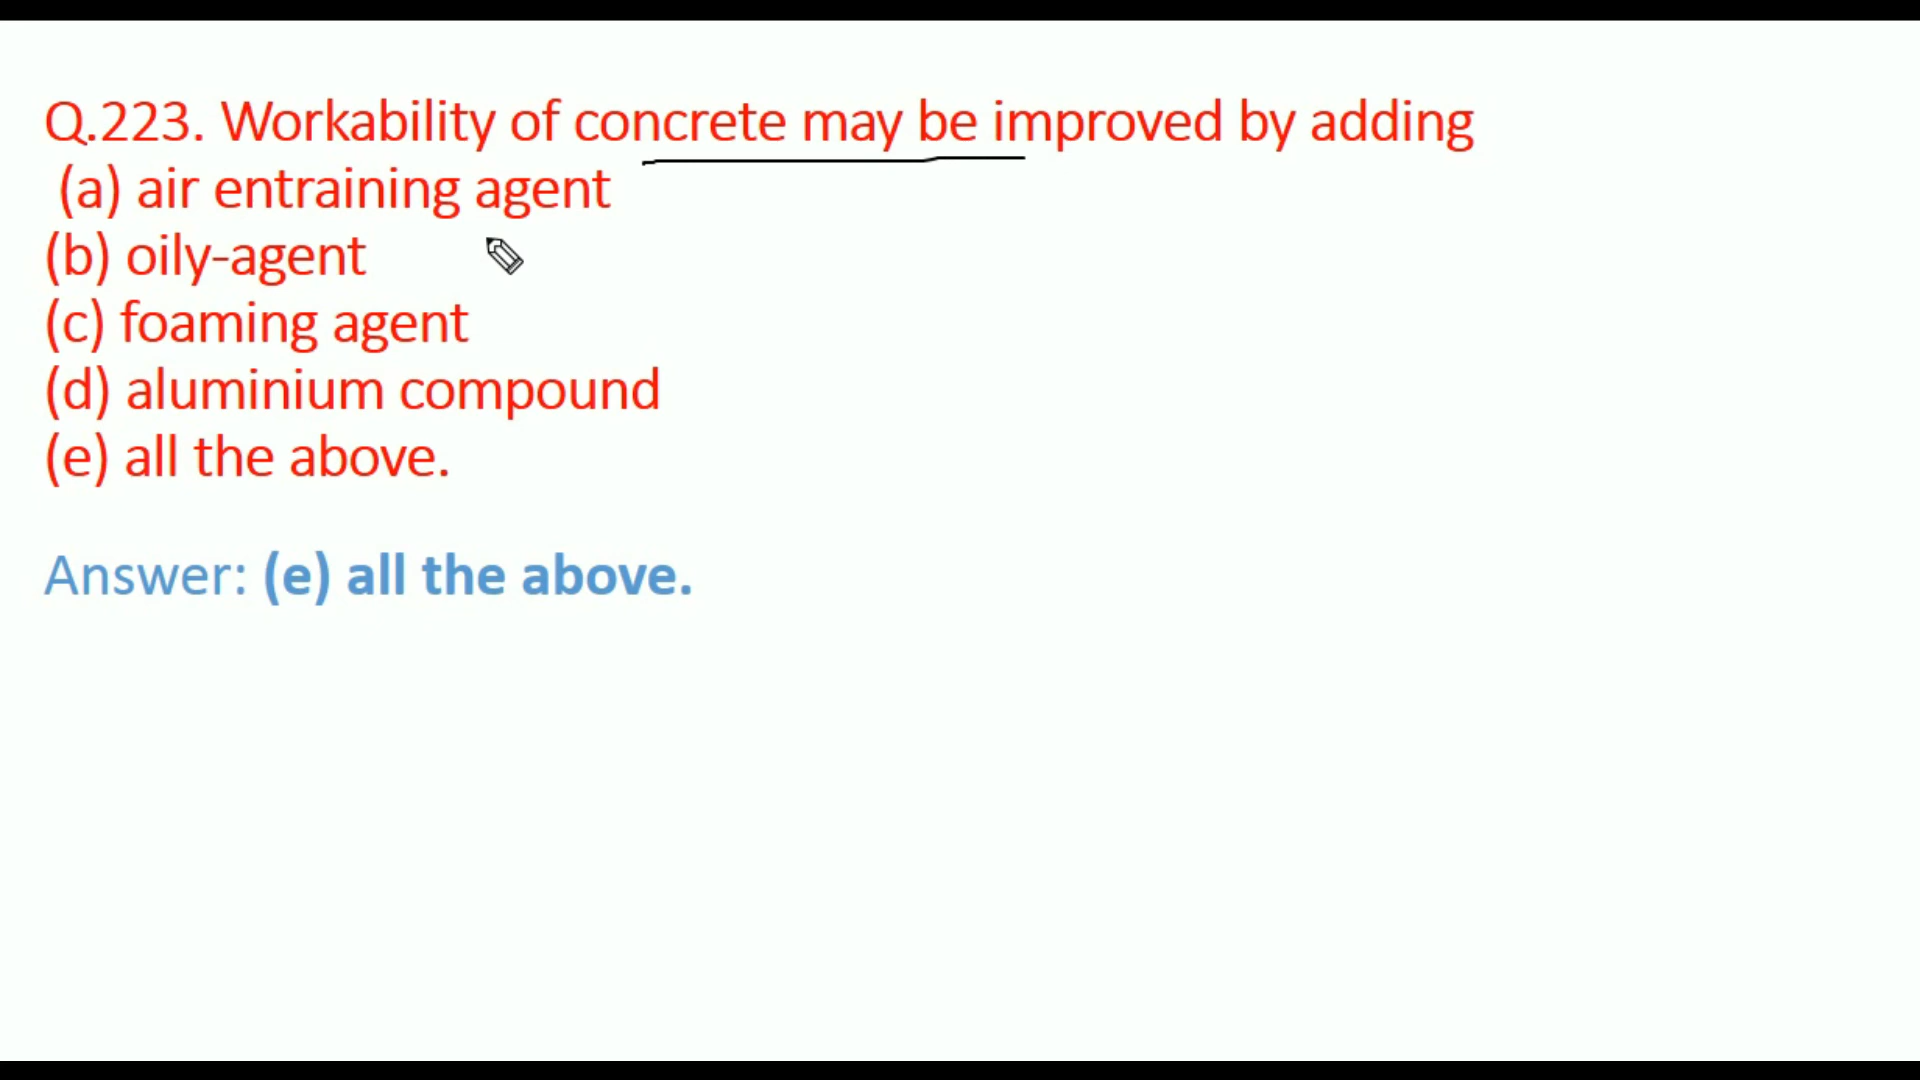 Q.223. Workability of concrete may be improved by adding
(a) air entraining agent
(b) oily-agent
(c) foaming agent
(d) aluminium compound
(e) all the above.
Answer: (e) all the above.